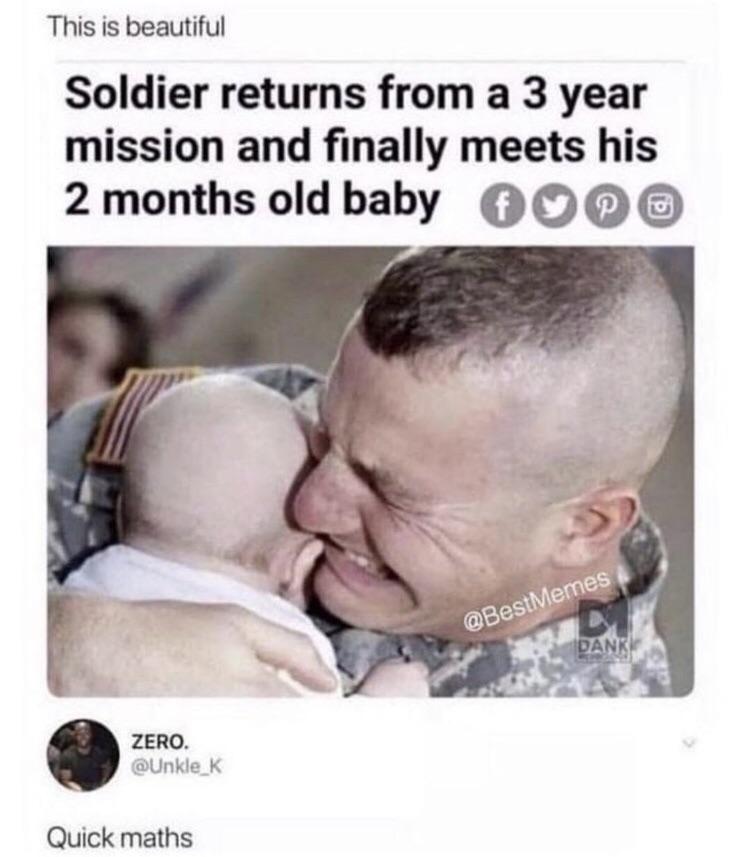 This is beautiful
Soldier returns from a 3 year
mission and finally meets his
2 months old baby
@BestMemes
DANK
ZERO.
@Unkle_K
Quick maths